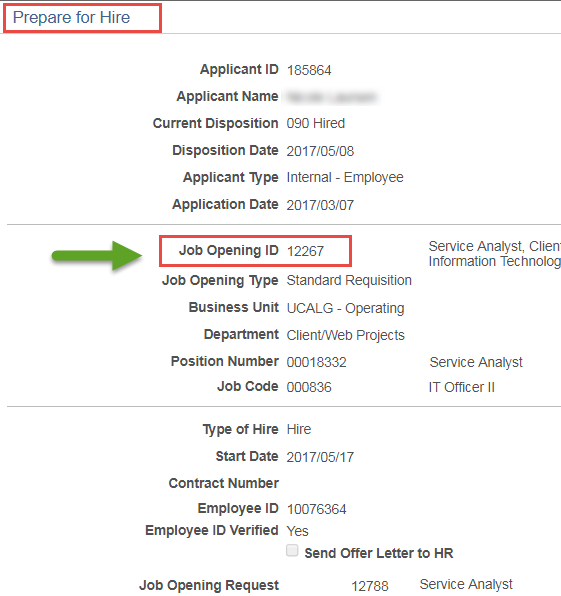 Prepare for Hire
Applicant ID 185864
Applicant Name
Current Disposition 090 Hired
Disposition Date 2017/05/08
Applicant Type Internal - Employee
Application Date 2017/03/07
Job Opening ID 12267 Service Analyst, Client
Information Technolog
Job Opening Type Standard Requisition
Business Unit UCALG - Operating
Department Client/Web Projects
Position Number 00018332 Service Analyst
Job Code 000836 IT Officer II
Type of Hire Hire
Start Date 2017/05/17
Contract Number
Employee ID 10076364
Employee ID Verified Yes
Send Offer Letter to HR
Job Opening Request 12788 Service Analyst